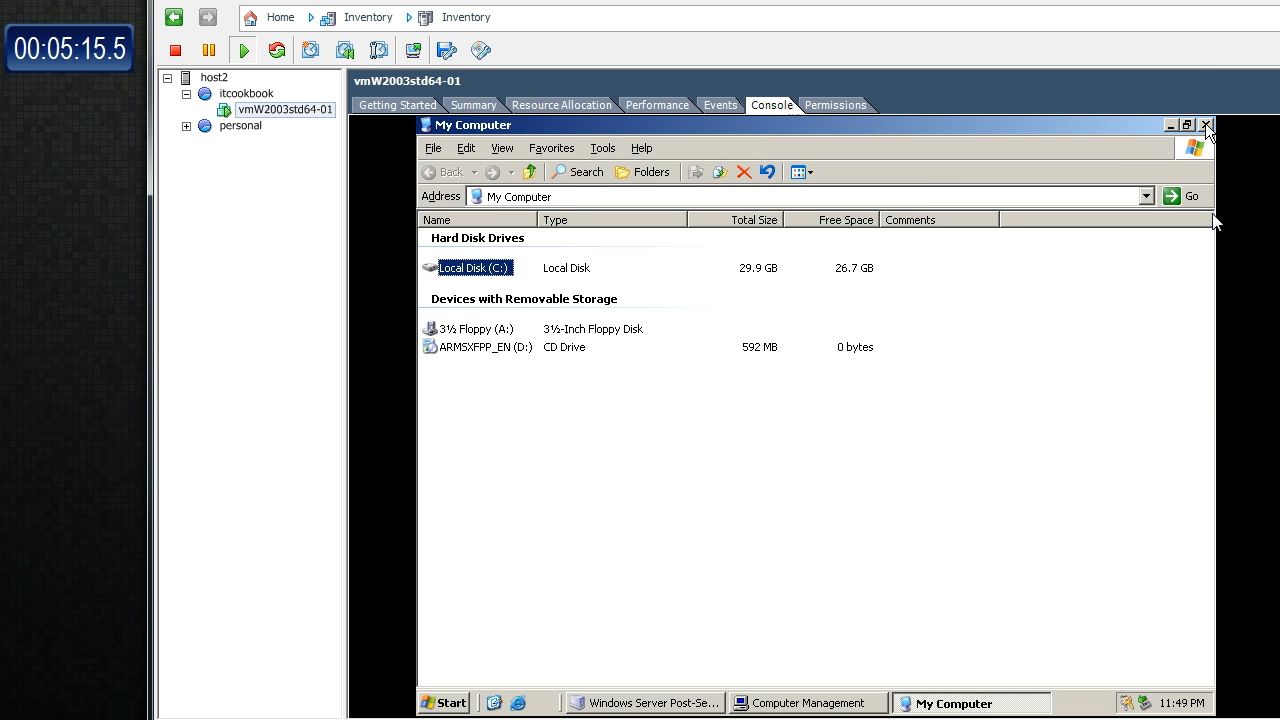 Home Inventory Inventory
00:05:15.5
host2
itcookbook
vmW2003std64-01
personal
vmW2003std64-01
Getting Started Summary Resource Allocation Performance Events Console Permissions
My Computer
File Edit View Favorites Tools Help
Back Search Folders
Address My Computer Go
Name Type Total Size Free Space Comments
Hard Disk Drives
Local Disk (C:) Local Disk 29.9 GB 26.7 GB
Devices with Removable Storage
3½ Floppy (A:) 3½-Inch Floppy Disk
ARMSXFPP_EN (D:) CD Drive 592 MB 0 bytes
Start Windows Server Post-Se... Computer Management My Computer 11:49 PM